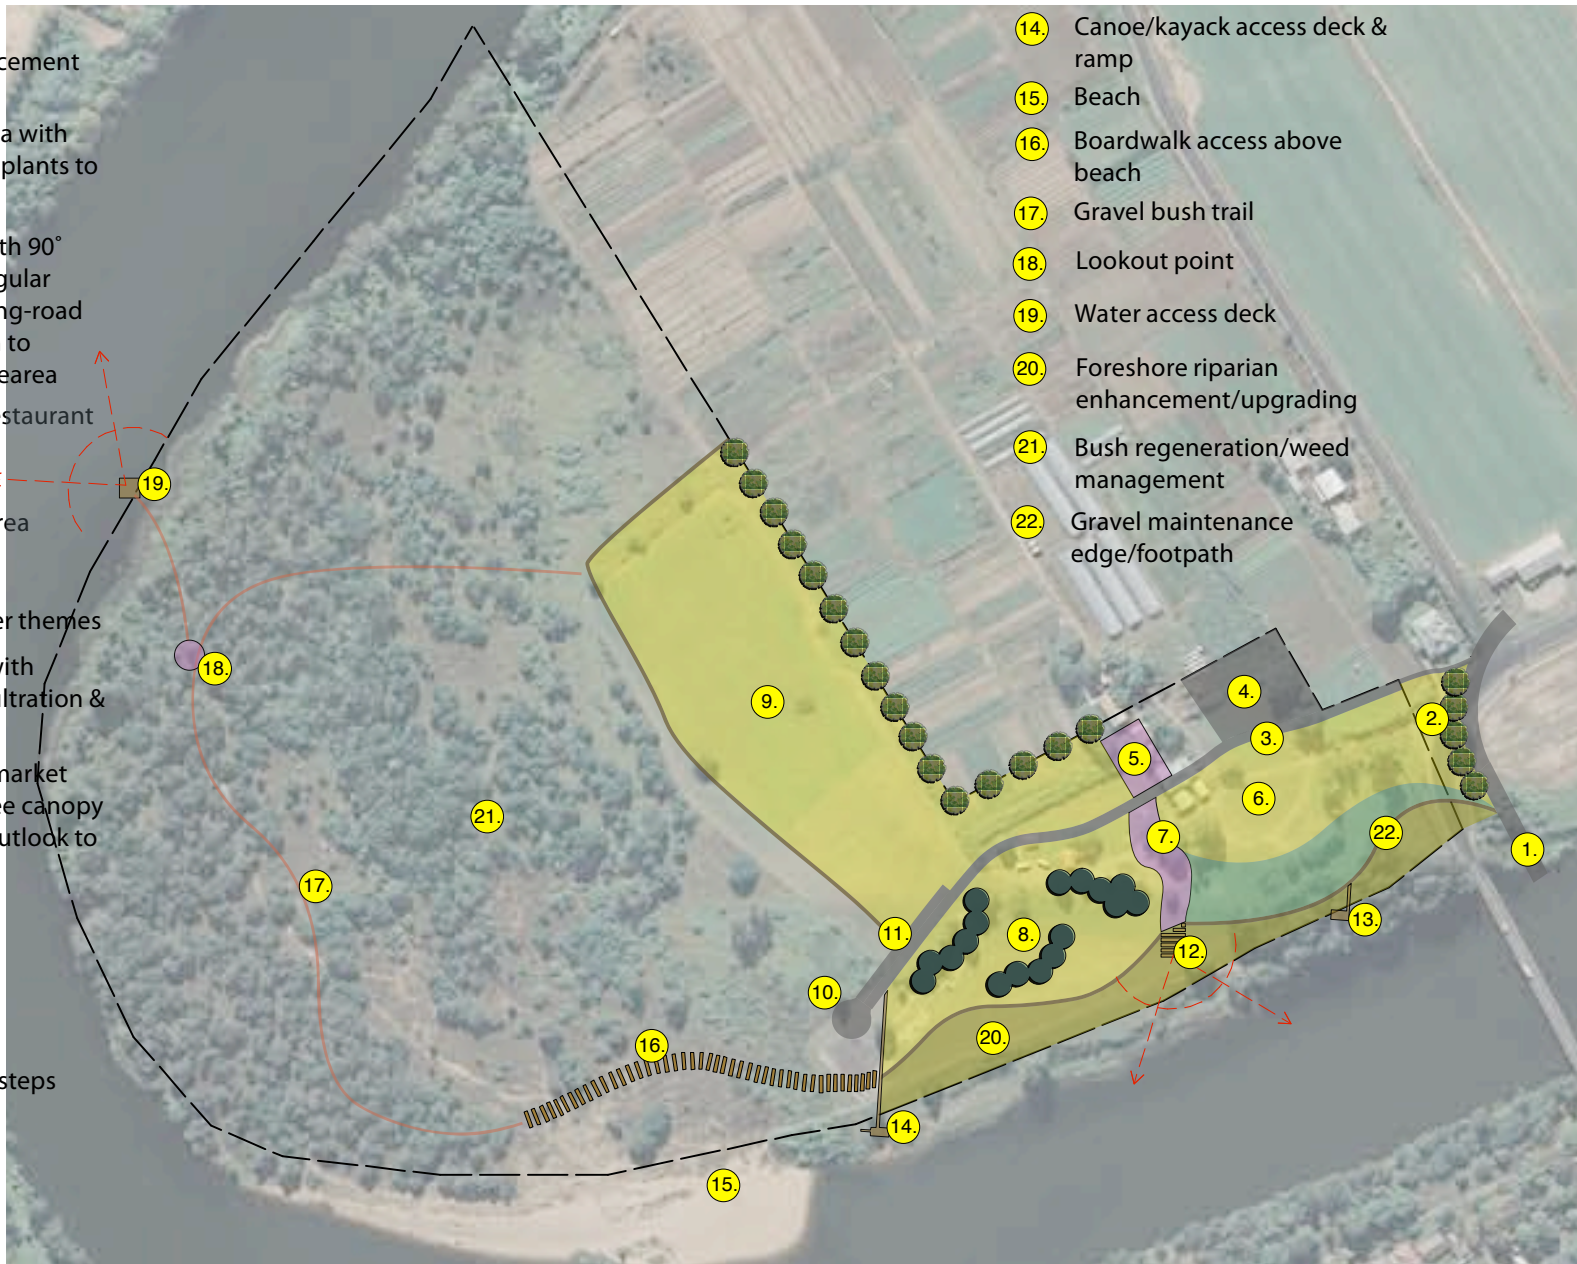 cement
a with
plants to
th 90˚
gular
ng-road
to
earea
estaurant
rea
er themes
with
ultration &
market
ee canopy
outlook to
steps
14. Canoe/kayack access deck &
ramp
15. Beach
16. Boardwalk access above
beach
17. Gravel bush trail
18. Lookout point
19. Water access deck
20. Foreshore riparian
enhancement/upgrading
21. Bush regeneration/weed
management
22. Gravel maintenance
edge/footpath
19.
18.
9.
4.
2.
3.
5.
6.
21.
7.
22.
1.
17.
11.
8.
13.
12.
10.
16.
20.
14.
15.